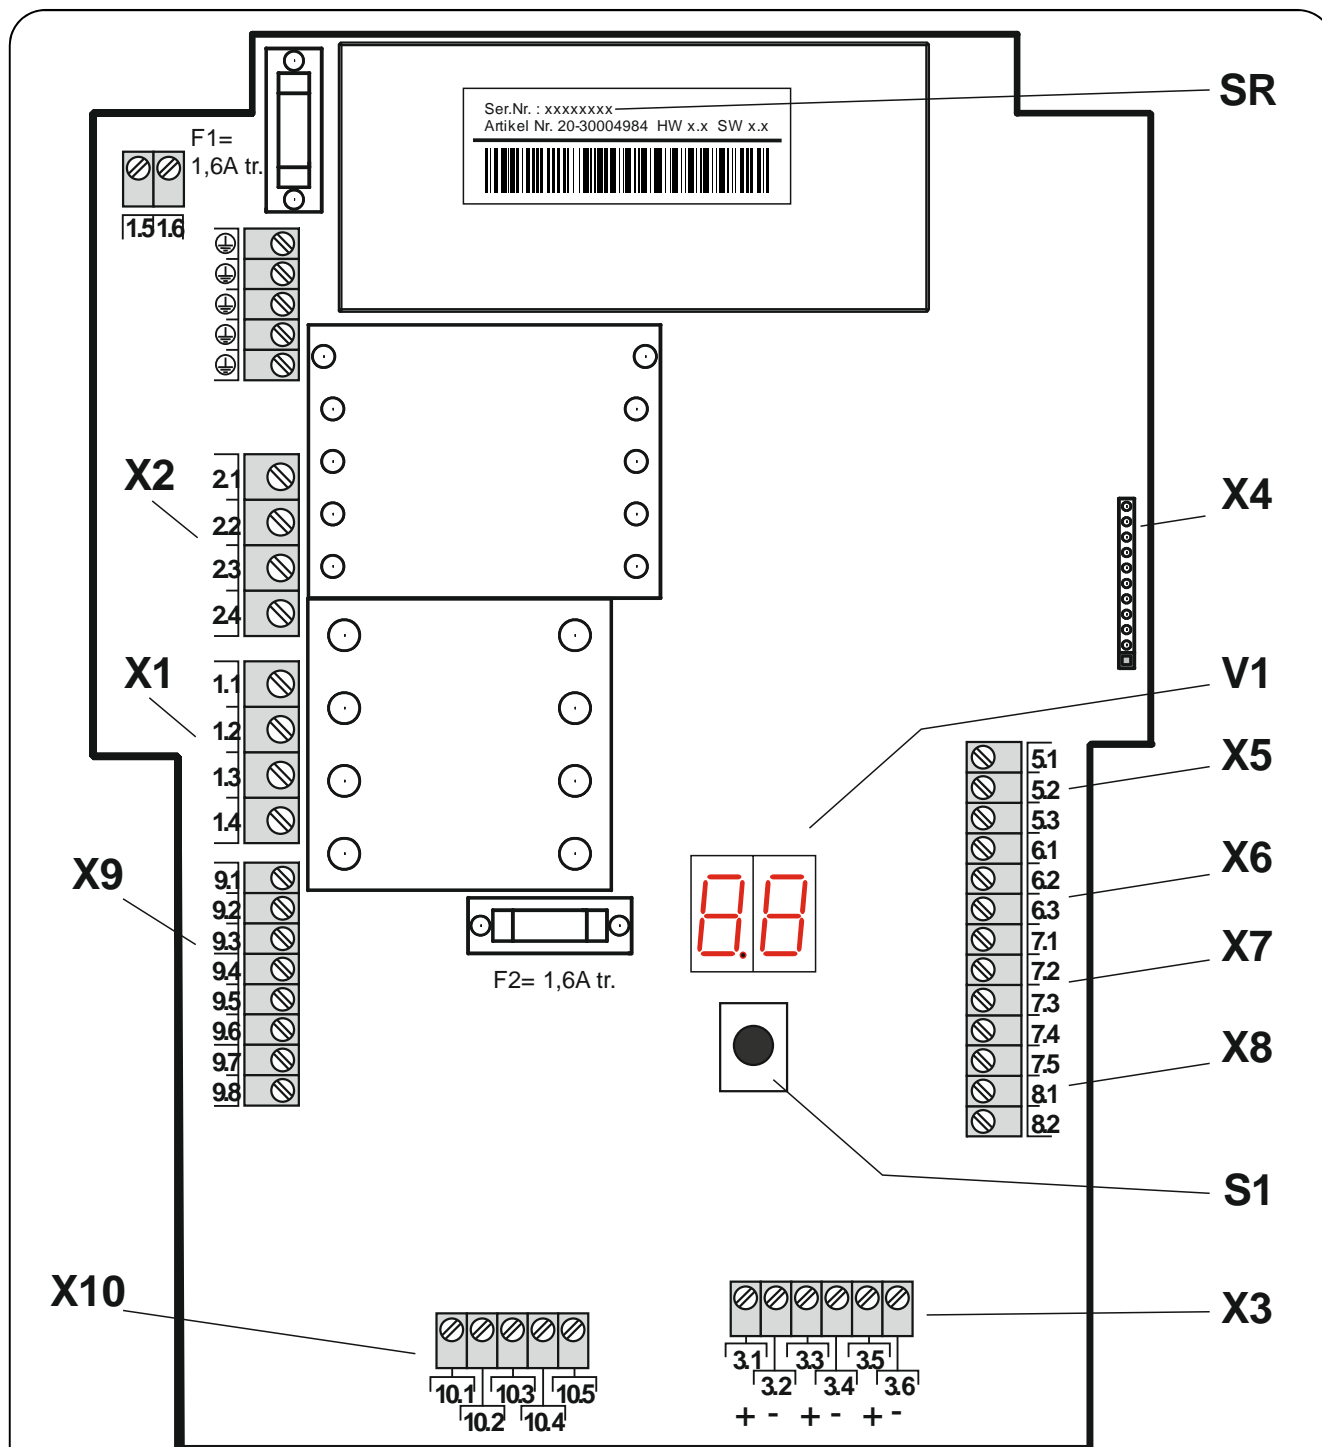 SR
Ser.Nr. : xxxxxxxx
Artikel Nr. 20-30004984 HW x.x SW x.x
F1=
1,6A tr.
1.5 1.6
X2
2.1
2.2
2.3
2.4
X4
X1
1.1
1.2
1.3
1.4
V1
X5
5.1
5.2
5.3
X6
6.1
6.2
6.3
X9
9.1
9.2
9.3
9.4
9.5
9.6
9.7
9.8
8.8
F2= 1,6A tr.
X7
7.1
7.2
7.3
7.4
7.5
X8
8.1
8.2
S1
X10
10.1 10.3 10.5
10.2 10.4
X3
3.1 3.3 3.5
3.2 3.4 3.6
+ - + - + -